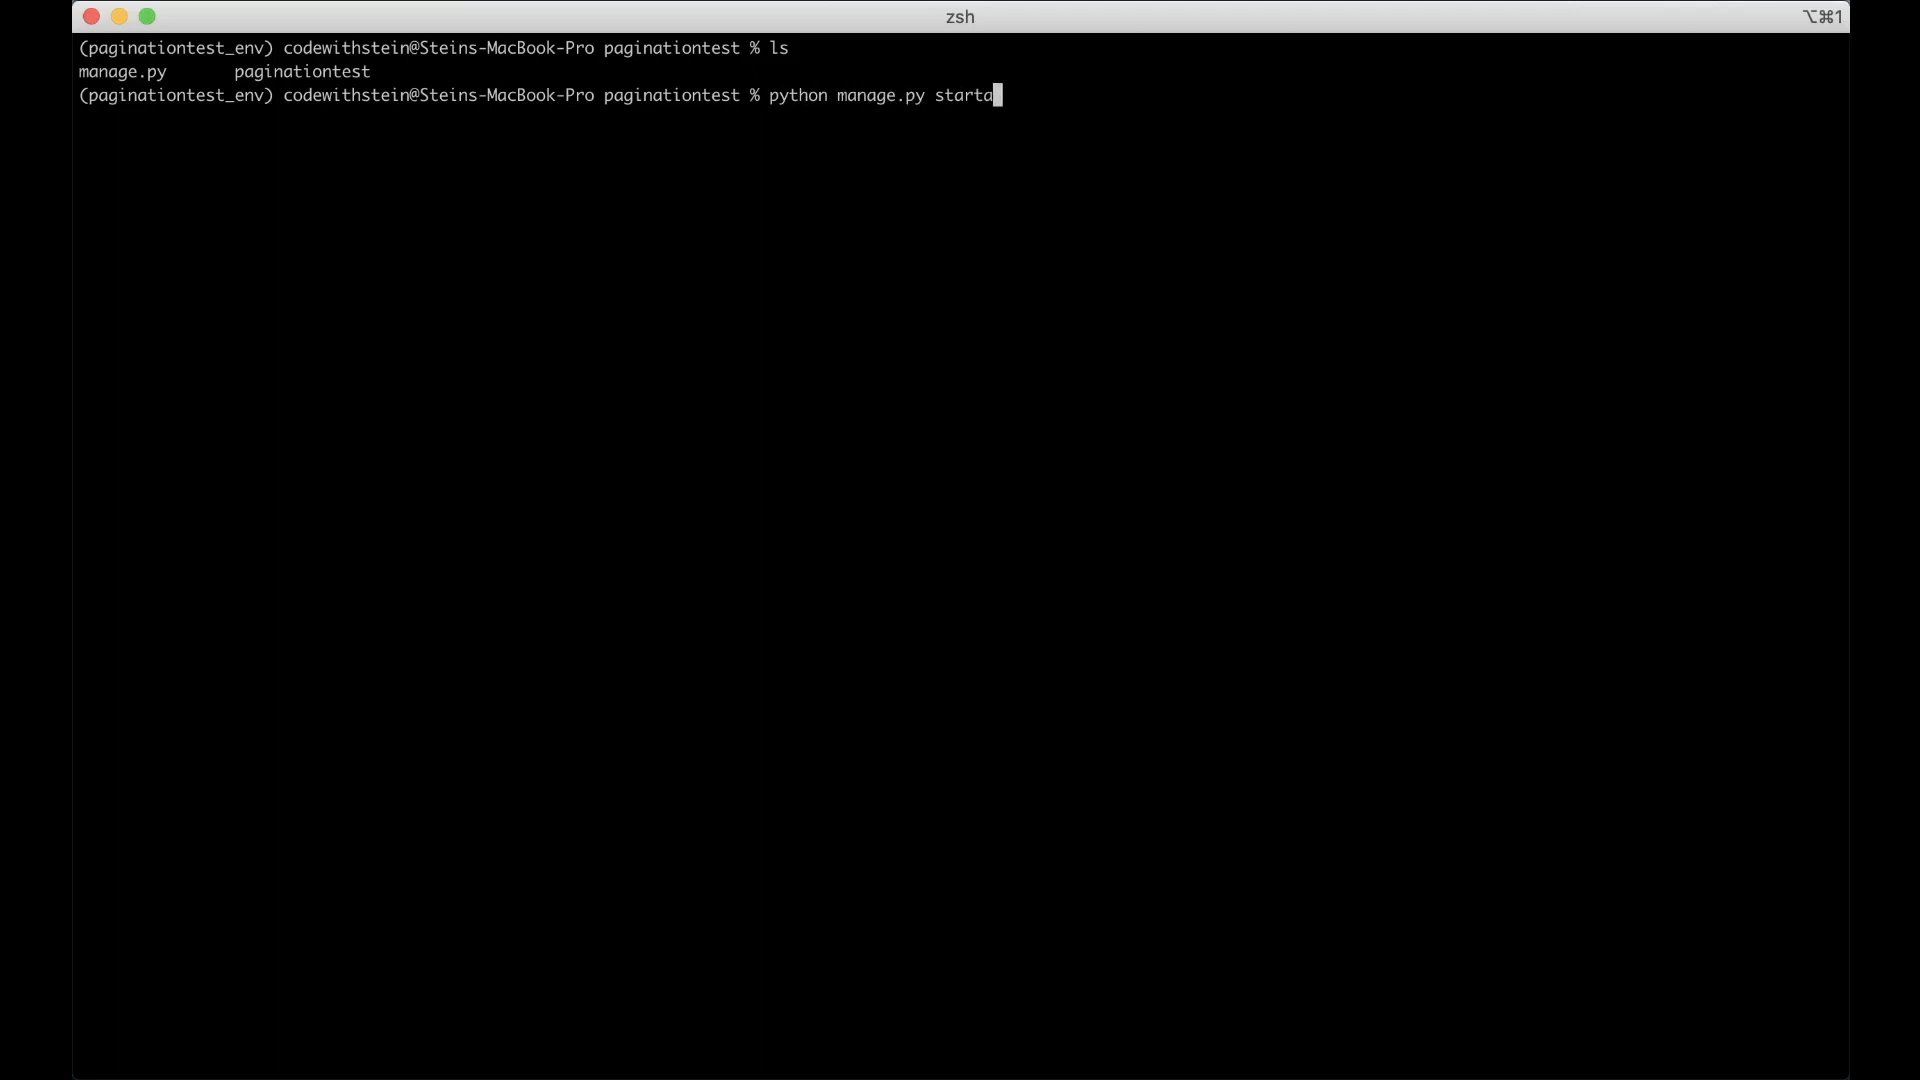 zsh
⌥⌘1
(paginationtest_env) codewithstein@Steins-MacBook-Pro paginationtest % ls
manage.py paginationtest
(paginationtest_env) codewithstein@Steins-MacBook-Pro paginationtest % python manage.py starta